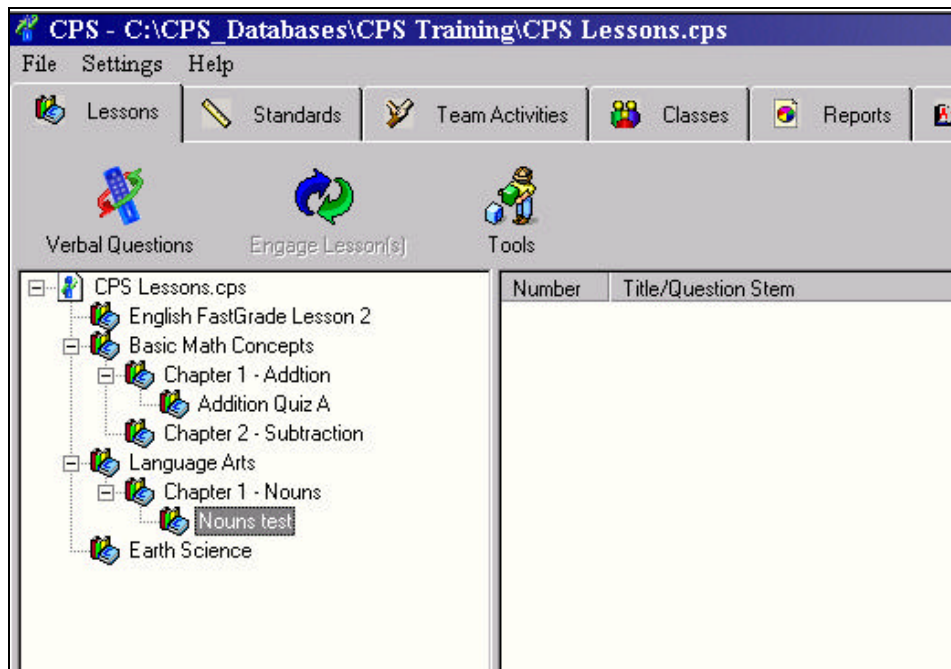 CPS - C:\CPS_Databases\CPS Training\CPS Lessons.cps
File Settings Help
Lessons Standards Team Activities Classes Reports
Verbal Questions Engage Lesson(s) Tools
CPS Lessons.cps
English FastGrade Lesson 2
Basic Math Concepts
Chapter 1 - Addtion
Addition Quiz A
Chapter 2 - Subtraction
Language Arts
Chapter 1 - Nouns
Nouns test
Earth Science
Number Title/Question Stem